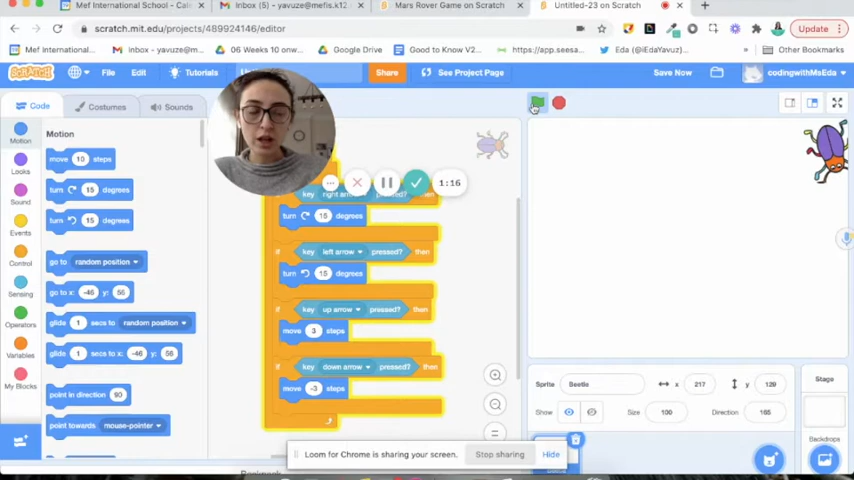 Mef International School - Cale
Inbox (5) - yavuze@mefis.k12
Mars Rover Game on Scratch
Untitled-23 on Scratch
scratch.mit.edu/projects/489924146/editor
Update
Mef International...
06 Weeks 10 onw...
Google Drive
Good to Know V2...
https://app.seesa...
Eda (@EdaYavuz)...
Other Bookmarks
SCRATCH
File
Edit
Tutorials
Share
See Project Page
Save Now
codingwithMsEda
Code
Costumes
Sounds
Motion
Looks
Sound
Events
Control
Sensing
Operators
Variables
My Blocks
Motion
move 10 steps
turn 15 degrees
turn 15 degrees
go to random position
go to x: -46 y: 56
glide 1 secs to random position
glide 1 secs to x: -46 y: 56
point in direction 90
point towards mouse-pointer
1:16
key right arrow pressed? then
turn 15 degrees
if key left arrow pressed? then
turn 15 degrees
if key up arrow pressed? then
move 3 steps
if key down arrow pressed? then
move -3 steps
Sprite Beetle x 217 y 129
Show Size 100 Direction 165
Stage
Backdrops
Loom for Chrome is sharing your screen. Stop sharing Hide